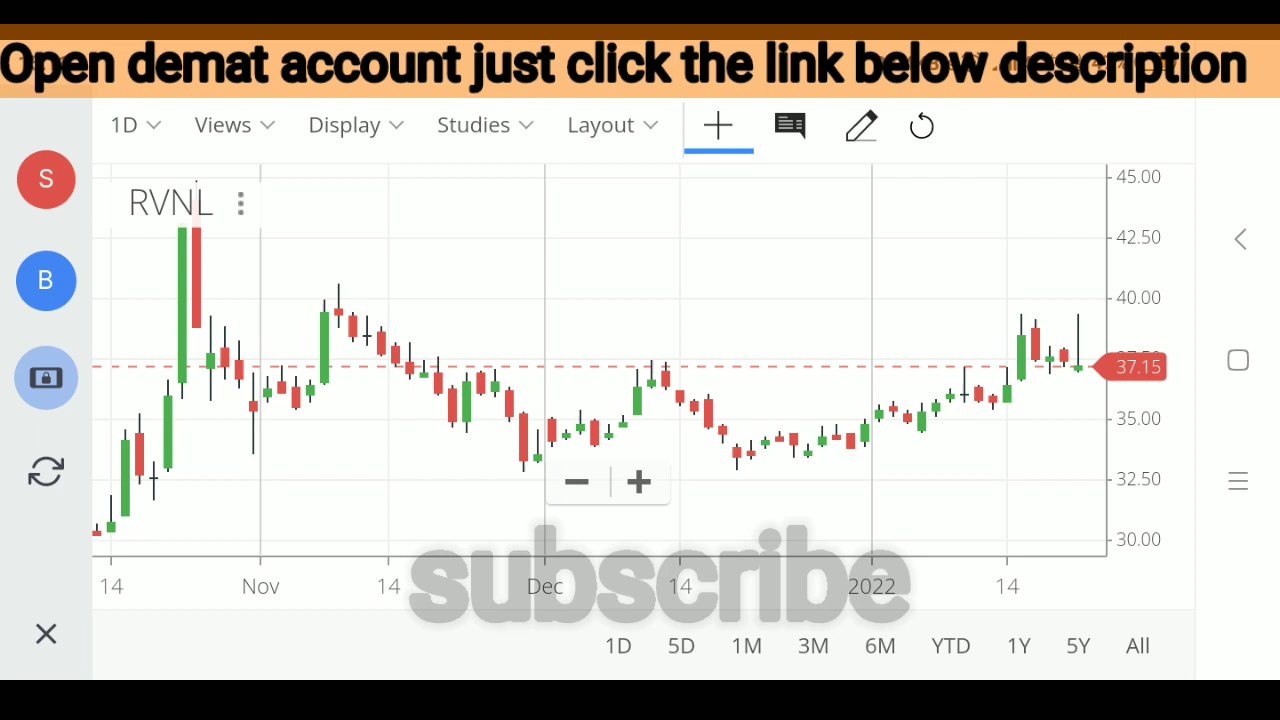 Open demat account just click the link below description
1D Views Display Studies Layout
S
RVNL
B
45.00
42.50
40.00
37.15
35.00
32.50
30.00
14 Nov 14 Dec 14 2022 14
subscribe
1D 5D 1M 3M 6M YTD 1Y 5Y All